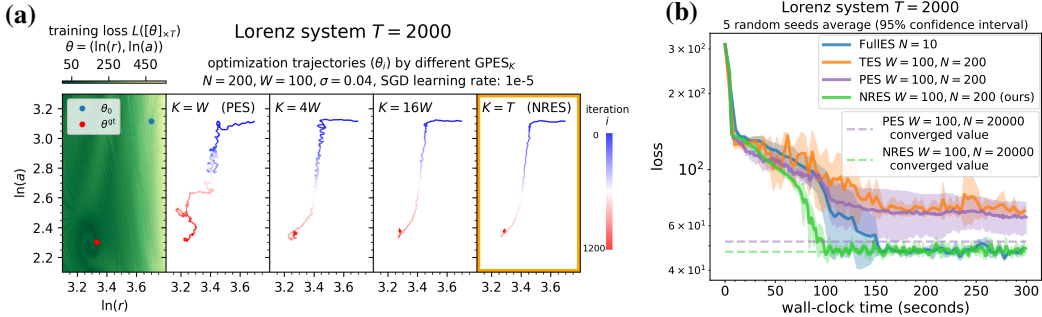 (a)
training loss L([θ]×T)
θ = (ln(r), ln(a))
50 250 450
Lorenz system T = 2000
optimization trajectories (θi) by different GPESK
N = 200, W = 100, σ = 0.04, SGD learning rate: 1e-5
θ0
θgt
K = W (PES)
K = 4W
K = 16W
K = T (NRES)
iteration
i
0
1200
3.2
3.0
2.8
2.6
2.4
2.2
ln(a)
3.2 3.4 3.6
3.2 3.4 3.6
3.2 3.4 3.6
3.2 3.4 3.6
3.2 3.4 3.6
ln(r)
(b)
Lorenz system T = 2000
5 random seeds average (95% confidence interval)
FullES N = 10
TES W = 100, N = 200
PES W = 100, N = 200
NRES W = 100, N = 200 (ours)
PES W = 100, N = 20000
converged value
NRES W = 100, N = 20000
converged value
3 × 10²
2 × 10²
10²
6 × 10¹
4 × 10¹
loss
0 50 100 150 200 250 300
wall-clock time (seconds)